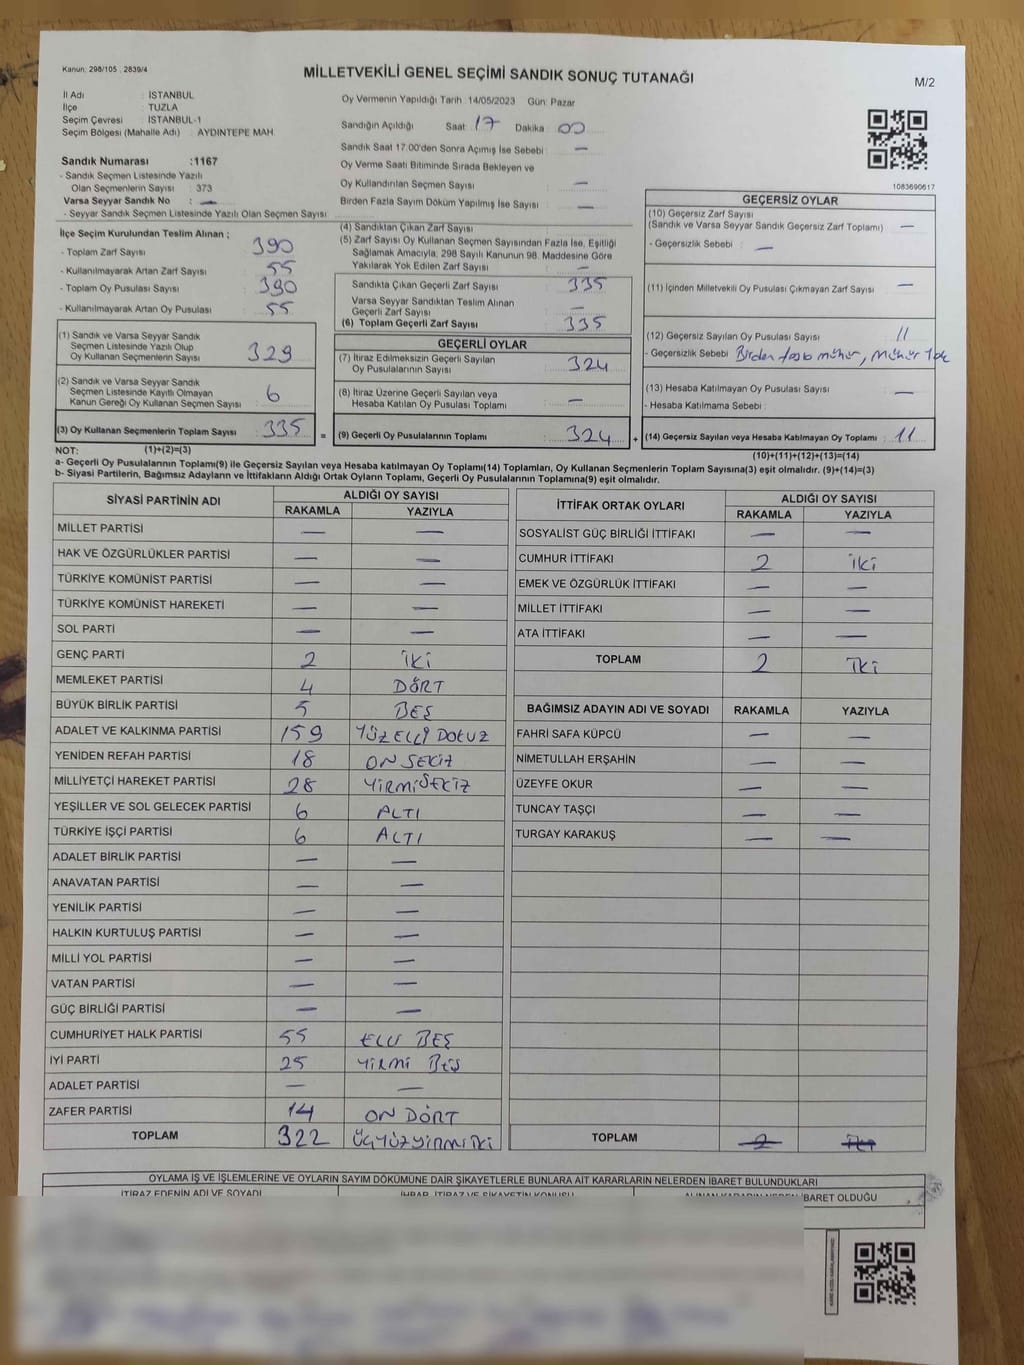 Kanun: 298/105 , 2839/4
MİLLETVEKİLİ GENEL SEÇİMİ SANDIK SONUÇ TUTANAĞI
M/2
İl Adı : İSTANBUL
İlçe : TUZLA
Seçim Çevresi : İSTANBUL-1
Seçim Bölgesi (Mahalle Adı) : AYDINTEPE MAH.
Oy Vermenin Yapıldığı Tarih :14/05/2023 Gün: Pazar
Sandığın Açıldığı Saat 17 Dakika 00
Sandık Saat 17.00'den Sonra Açımış İse Sebebi : —
Oy Verme Saati Bitiminde Sırada Bekleyen ve
Oy Kullandırılan Seçmen Sayısı —
Birden Fazla Sayım Döküm Yapılmış İse Sayısı : —
Sandık Numarası :1167
- Sandık Seçmen Listesinde Yazılı
Olan Seçmenlerin Sayısı : 373
Varsa Seyyar Sandık No : —
- Seyyar Sandık Seçmen Listesinde Yazılı Olan Seçmen Sayısı :
1083690617
İlçe Seçim Kurulundan Teslim Alınan ;
- Toplam Zarf Sayısı 390
- Kullanılmayarak Artan Zarf Sayısı 55
- Toplam Oy Pusulası Sayısı 390
- Kullanılmayarak Artan Oy Pusulası 55
(1) Sandık ve Varsa Seyyar Sandık
Seçmen Listesinde Yazılı Olup
Oy Kullanan Seçmenlerin Sayısı 329
(2) Sandık ve Varsa Seyyar Sandık
Seçmen Listesinde Kayıtlı Olmayan
Kanun Gereği Oy Kullanan Seçmen Sayısı : 6
(3) Oy Kullanan Seçmenlerin Toplam Sayısı 335
(1)+(2)=(3)
(4) Sandıktan Çıkan Zarf Sayısı
(5) Zarf Sayısı Oy Kullanan Seçmen Sayısından Fazla İse, Eşitliği
Sağlamak Amacıyla, 298 Sayılı Kanunun 98. Maddesine Göre
Yakılarak Yok Edilen Zarf Sayısı —
Sandıkta Çıkan Geçerli Zarf Sayısı 335
Varsa Seyyar Sandıktan Teslim Alınan
Geçerli Zarf Sayısı : —
(6) Toplam Geçerli Zarf Sayısı 335
GEÇERLİ OYLAR
(7) İtiraz Edilmeksizin Geçerli Sayılan
Oy Pusulalarının Sayısı : 324
(8) İtiraz Üzerine Geçerli Sayılan veya
Hesaba Katılan Oy Pusulası Toplamı —
= (9) Geçerli Oy Pusulalarının Toplamı : 324
GEÇERSİZ OYLAR
(10) Geçersiz Zarf Sayısı
(Sandık ve Varsa Seyyar Sandık Geçersiz Zarf Toplamı) —
- Geçersizlik Sebebi : —
(11) İçinden Milletvekili Oy Pusulası Çıkmayan Zarf Sayısı : —
(12) Geçersiz Sayılan Oy Pusulası Sayısı 11
- Geçersizlik Sebebi Birden fazla mühür, Mühür Yok
(13) Hesaba Katılmayan Oy Pusulası Sayısı : —
- Hesaba Katılmama Sebebi :
+ (14) Geçersiz Sayılan veya Hesaba Katılmayan Oy Toplamı . 11
(10)+(11)+(12)+(13)=(14)
NOT:
a- Geçerli Oy Pusulalarının Toplamı(9) ile Geçersiz Sayılan veya Hesaba katılmayan Oy Toplamı(14) Toplamları, Oy Kullanan Seçmenlerin Toplam Sayısına(3) eşit olmalıdır. (9)+(14)=(3)
b- Siyasi Partilerin, Bağımsız Adayların ve İttifakların Aldığı Ortak Oyların Toplamı, Geçerli Oy Pusulalarının Toplamına(9) eşit olmalıdır.
SİYASİ PARTİNİN ADI ALDIĞI OY SAYISI
RAKAMLA YAZIYLA
MİLLET PARTİSİ — —
HAK VE ÖZGÜRLÜKLER PARTİSİ — —
TÜRKİYE KOMÜNİST PARTİSİ — —
TÜRKİYE KOMÜNİST HAREKETİ — —
SOL PARTİ — —
GENÇ PARTİ 2 İKİ
MEMLEKET PARTİSİ 4 DÖRT
BÜYÜK BİRLİK PARTİSİ 5 BEŞ
ADALET VE KALKINMA PARTİSİ 159 YÜZELLİ DOKUZ
YENİDEN REFAH PARTİSİ 18 ON SEKİZ
MİLLİYETÇİ HAREKET PARTİSİ 28 YİRMİSEKİZ
YEŞİLLER VE SOL GELECEK PARTİSİ 6 ALTI
TÜRKİYE İŞÇİ PARTİSİ 6 ALTI
ADALET BİRLİK PARTİSİ — —
ANAVATAN PARTİSİ — —
YENİLİK PARTİSİ — —
HALKIN KURTULUŞ PARTİSİ — —
MİLLİ YOL PARTİSİ — —
VATAN PARTİSİ — —
GÜÇ BİRLİĞİ PARTİSİ — —
CUMHURİYET HALK PARTİSİ 55 ELLİ BEŞ
İYİ PARTİ 25 YİRMİ BEŞ
ADALET PARTİSİ — —
ZAFER PARTİSİ 14 ON DÖRT
TOPLAM 322 ÜÇYÜZYİRMİİKİ
İTTİFAK ORTAK OYLARI ALDIĞI OY SAYISI
RAKAMLA YAZIYLA
SOSYALİST GÜÇ BİRLİĞİ İTTİFAKI — —
CUMHUR İTTİFAKI 2 İKİ
EMEK VE ÖZGÜRLÜK İTTİFAKI — —
MİLLET İTTİFAKI — —
ATA İTTİFAKI — —
TOPLAM 2 İKİ
BAĞIMSIZ ADAYIN ADI VE SOYADI RAKAMLA YAZIYLA
FAHRİ SAFA KÜPCÜ — —
NİMETULLAH ERŞAHİN — —
ÜZEYFE OKUR — —
TUNCAY TAŞÇI — —
TURGAY KARAKUŞ — —
TOPLAM 2 İKİ
OYLAMA İŞ VE İŞLEMLERİNE VE OYLARIN SAYIM DÖKÜMÜNE DAİR ŞİKAYETLERLE BUNLARA AİT KARARLARIN NELERDEN İBARET BULUNDUKLARI
İTİRAZ EDENİN ADI VE SOYADI İHBAR, İTİRAZ VE ŞİKAYETİN KONUSU ALINAN KARARIN NEDEN İBARET OLDUĞU